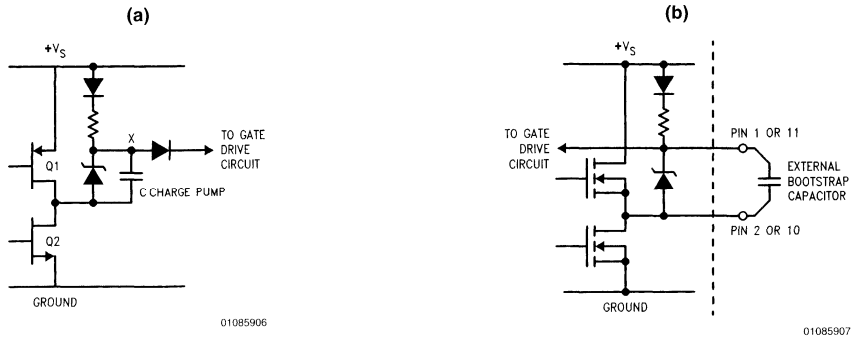 (a)
+VS
X
TO GATE
DRIVE
CIRCUIT
Q1
C CHARGE PUMP
Q2
GROUND
01085906
(b)
+VS
TO GATE
DRIVE
CIRCUIT
PIN 1 OR 11
EXTERNAL
BOOTSTRAP
CAPACITOR
PIN 2 OR 10
GROUND
01085907